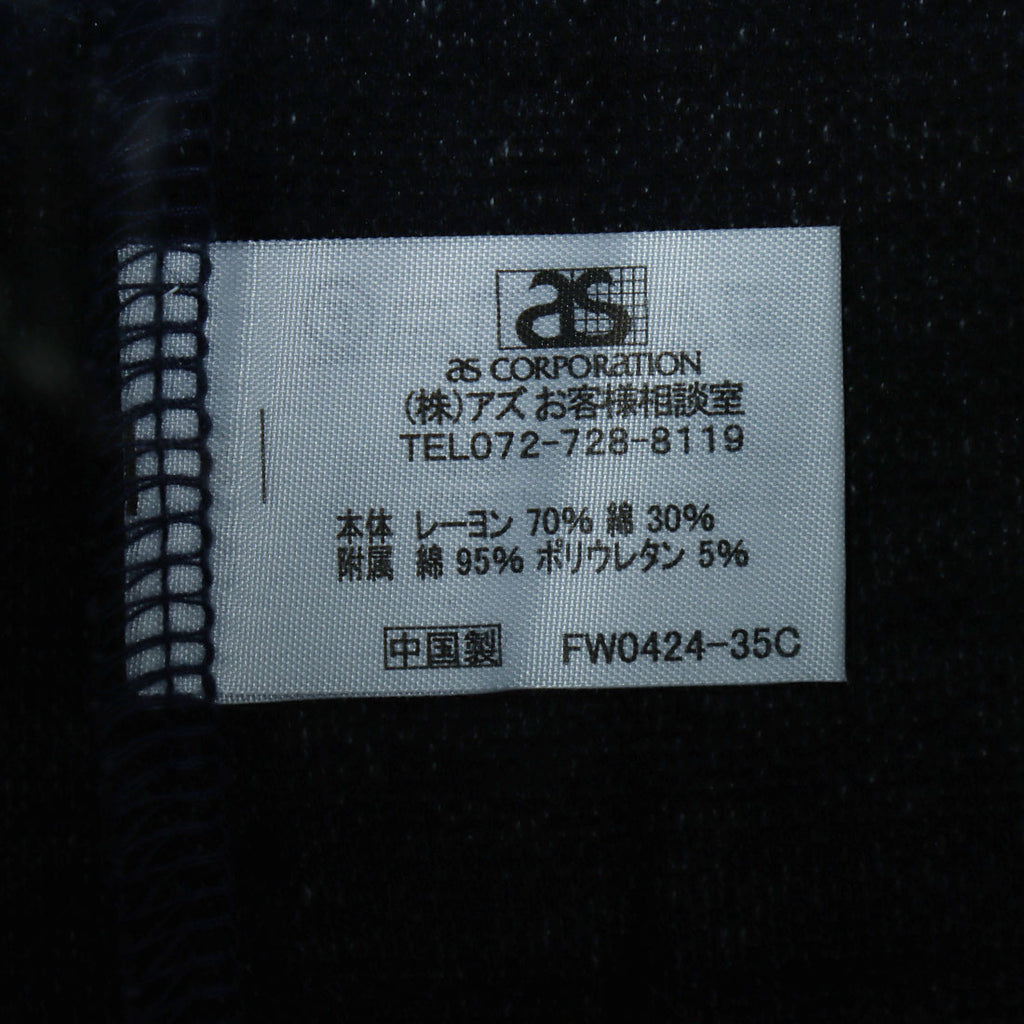 as
as CORPORATION
(株)アズ お客様相談室
TEL072-728-8119
本体 レーヨン 70% 綿 30%
附属 綿 95% ポリウレタン 5%
中国製 FW0424-35C